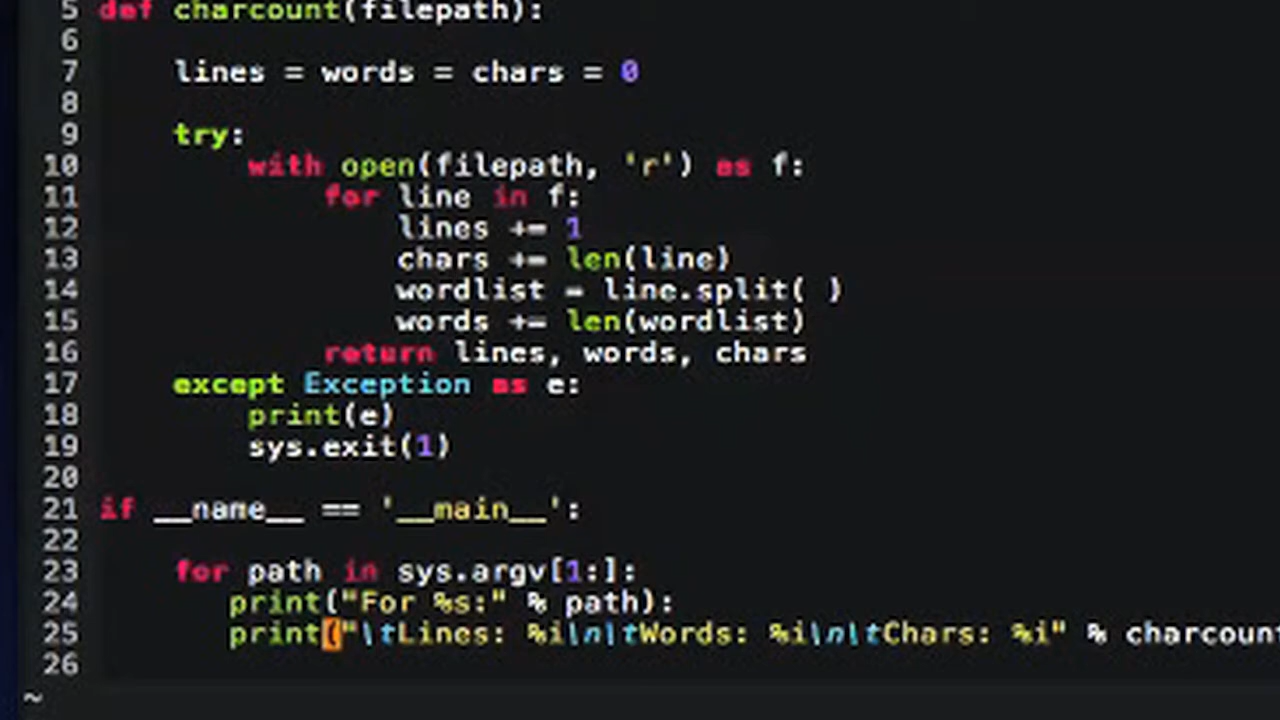 5 def charcount(filepath):
6
7     lines = words = chars = 0
8
9     try:
10         with open(filepath, 'r') as f:
11             for line in f:
12                 lines += 1
13                 chars += len(line)
14                 wordlist = line.split( )
15                 words += len(wordlist)
16             return lines, words, chars
17     except Exception as e:
18         print(e)
19         sys.exit(1)
20
21 if __name__ == '__main__':
22
23     for path in sys.argv[1:]:
24        print("For %s:" % path):
25        print("\tLines: %i\n\tWords: %i\n\tChars: %i" % charcount
26
~